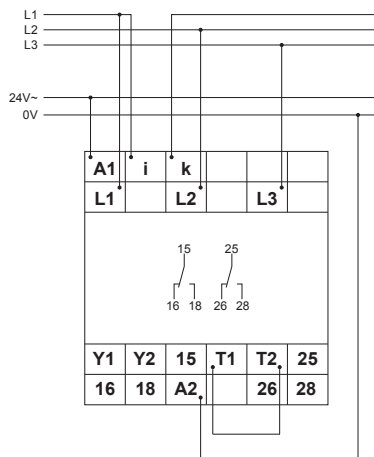 L1
L2
L3
24V~
0V
A1 i k
L1 L2 L3
15 25
16 18 26 28
Y1 Y2 15 T1 T2 25
16 18 A2 26 28